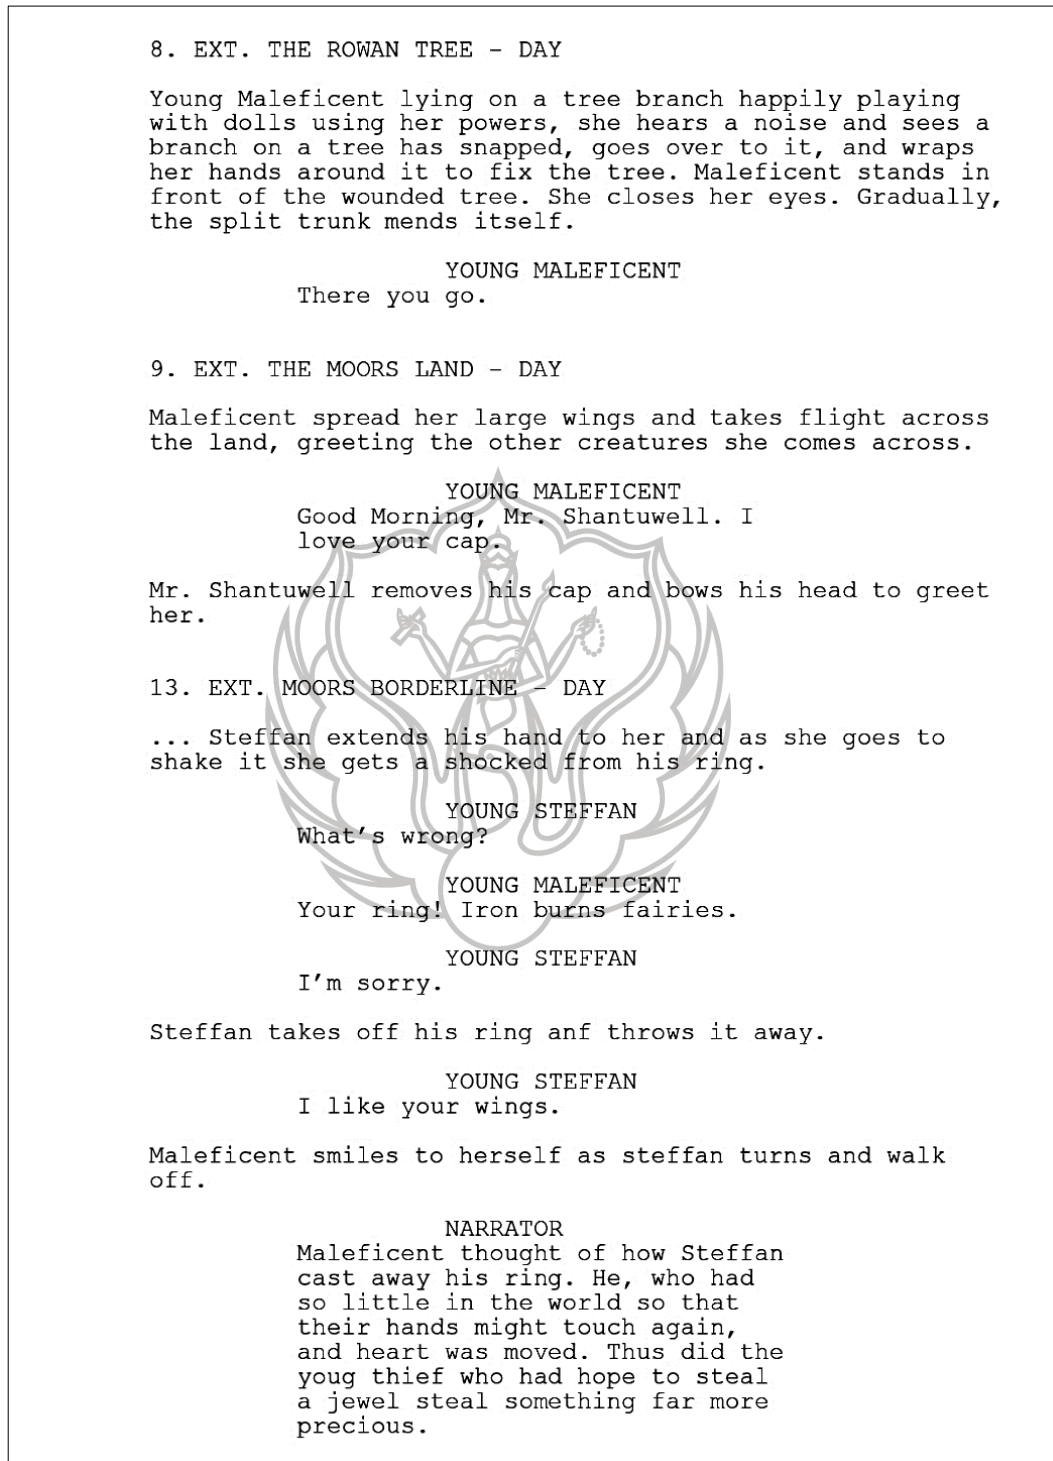 8. EXT. THE ROWAN TREE – DAY
Young Maleficent lying on a tree branch happily playing
with dolls using her powers, she hears a noise and sees a
branch on a tree has snapped, goes over to it, and wraps
her hands around it to fix the tree. Maleficent stands in
front of the wounded tree. She closes her eyes. Gradually,
the split trunk mends itself.
YOUNG MALEFICENT
There you go.
9. EXT. THE MOORS LAND – DAY
Maleficent spread her large wings and takes flight across
the land, greeting the other creatures she comes across.
YOUNG MALEFICENT
Good Morning, Mr. Shantuwell. I
love your cap.
Mr. Shantuwell removes his cap and bows his head to greet
her.
13. EXT. MOORS BORDERLINE – DAY
... Steffan extends his hand to her and as she goes to
shake it she gets a shocked from his ring.
YOUNG STEFFAN
What's wrong?
YOUNG MALEFICENT
Your ring! Iron burns fairies.
YOUNG STEFFAN
I'm sorry.
Steffan takes off his ring anf throws it away.
YOUNG STEFFAN
I like your wings.
Maleficent smiles to herself as steffan turns and walk
off.
NARRATOR
Maleficent thought of how Steffan
cast away his ring. He, who had
so little in the world so that
their hands might touch again,
and heart was moved. Thus did the
youg thief who had hope to steal
a jewel steal something far more
precious.